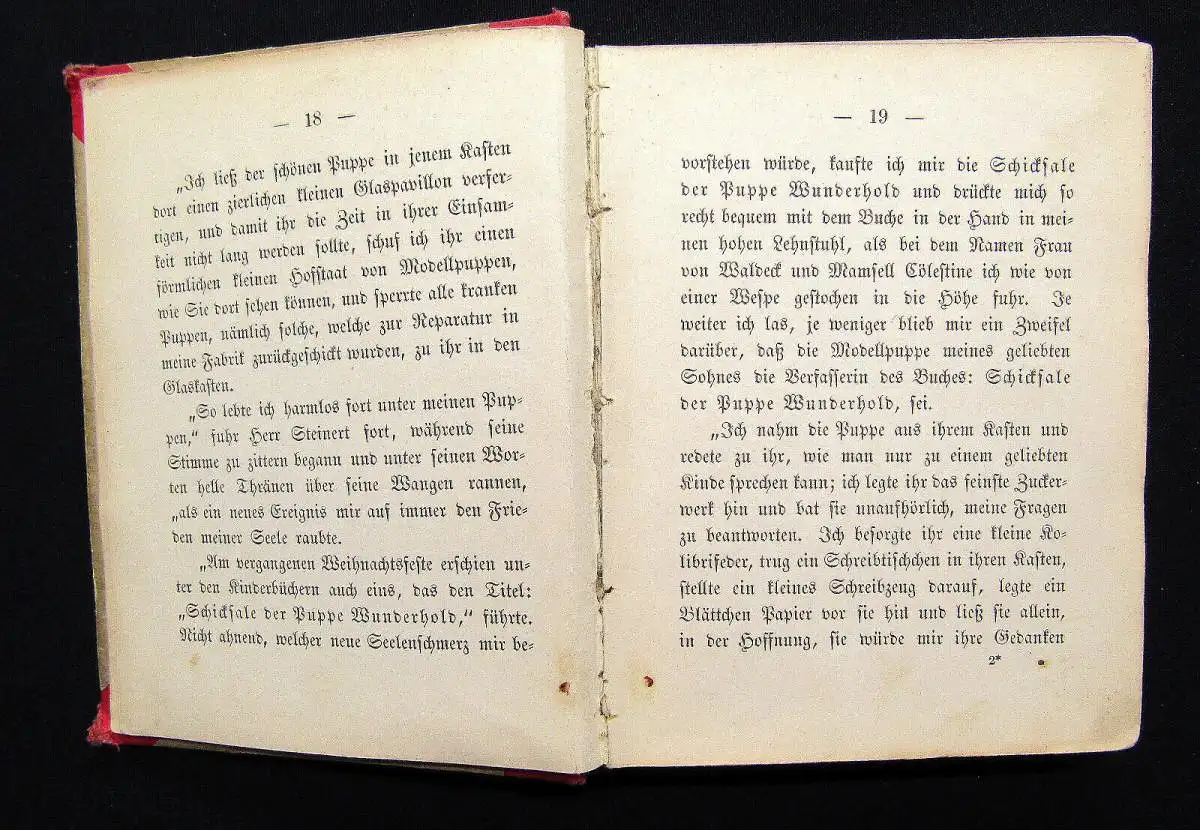 — 18 —
„Ich ließ der schönen Puppe in jenem Kasten
dort einen zierlichen kleinen Glaspavillon verfer-
tigen, und damit ihr die Zeit in ihrer Einsam-
keit nicht lang werden sollte, schuf ich ihr einen
förmlichen kleinen Hofstaat von Modellpuppen,
wie Sie dort sehen können, und sperrte alle kranken
Puppen, nämlich solche, welche zur Reparatur in
meine Fabrik zurückgeschickt wurden, zu ihr in den
Glaskasten.
„So lebte ich harmlos fort unter meinen Pup-
pen,“ fuhr Herr Steinert fort, während seine
Stimme zu zittern begann und unter seinen Wor-
ten helle Thränen über seine Wangen rannen,
„als ein neues Ereignis mir auf immer den Frie-
den meiner Seele raubte.
„Am vergangenen Weihnachtsfeste erschien un-
ter den Kinderbüchern auch eins, das den Titel:
„Schicksale der Puppe Wunderhold,“ führte.
Nicht ahnend, welcher neue Seelenschmerz mir be-
— 19 —
vorstehen würde, kaufte ich mir die Schicksale
der Puppe Wunderhold und drückte mich so
recht bequem mit dem Buche in der Hand in mei-
nen hohen Lehnstuhl, als bei dem Namen Frau
von Waldeck und Mamsell Cölestine ich wie von
einer Wespe gestochen in die Höhe fuhr. Je
weiter ich las, je weniger blieb mir ein Zweifel
darüber, daß die Modellpuppe meines geliebten
Sohnes die Verfasserin des Buches: Schicksale
der Puppe Wunderhold, sei.
„Ich nahm die Puppe aus ihrem Kasten und
redete zu ihr, wie man nur zu einem geliebten
Kinde sprechen kann; ich legte ihr das feinste Zucker-
werk hin und bat sie unaufhörlich, meine Fragen
zu beantworten. Ich besorgte ihr eine kleine Ko-
librifeder, trug ein Schreibtischchen in ihren Kasten,
stellte ein kleines Schreibzeug darauf, legte ein
Blättchen Papier vor sie hin und ließ sie allein,
in der Hoffnung, sie würde mir ihre Gedanken
2*